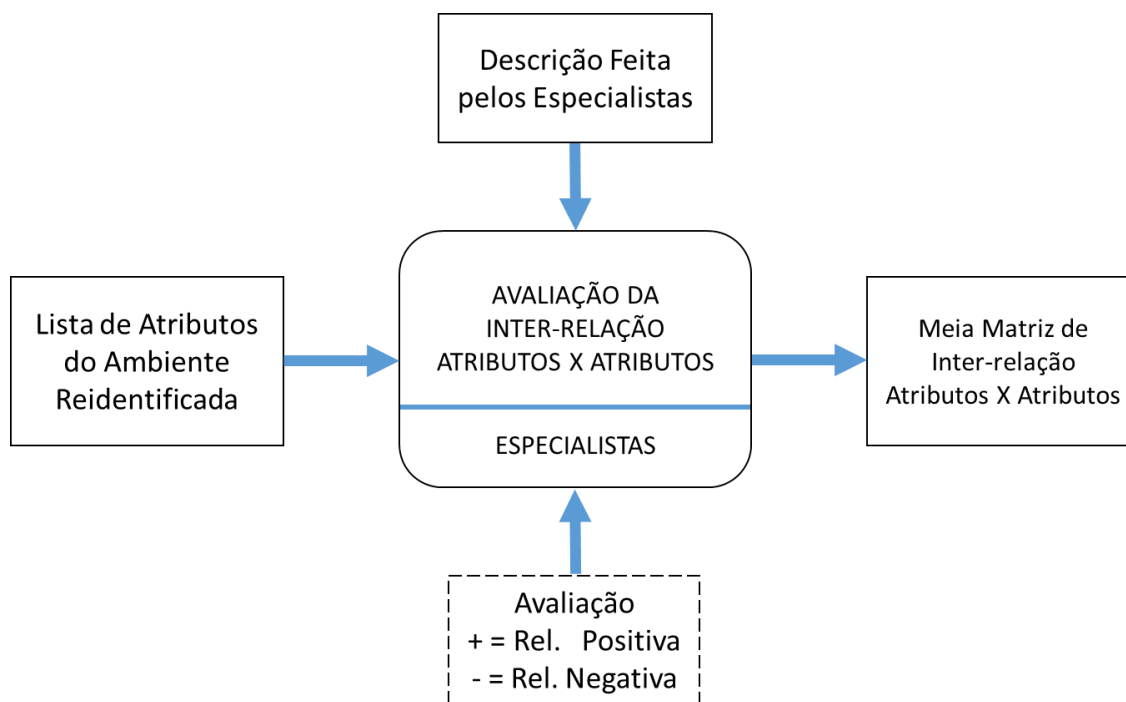 Descrição Feita
pelos Especialistas
Lista de Atributos
do Ambiente
Reidentificada
AVALIAÇÃO DA
INTER-RELAÇÃO
ATRIBUTOS X ATRIBUTOS
ESPECIALISTAS
Meia Matriz de
Inter-relação
Atributos X Atributos
Avaliação
+ = Rel. Positiva
- = Rel. Negativa